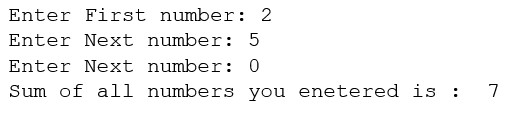 Enter First number: 2
Enter Next number: 5
Enter Next number: 0
Sum of all numbers you enetered is :  7